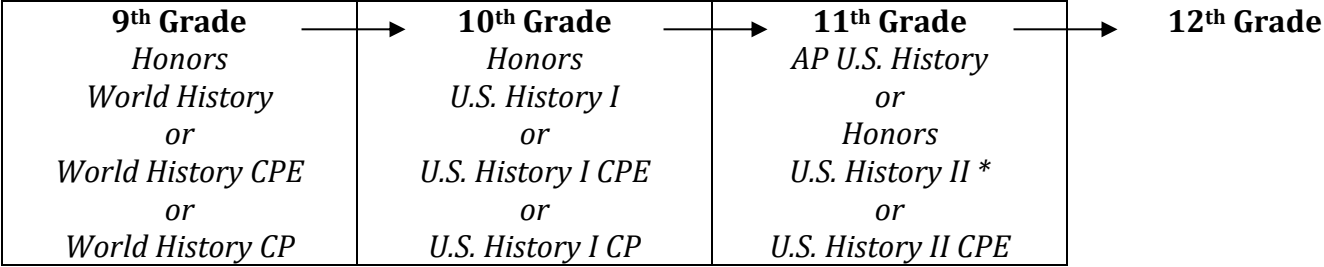 9th Grade
Honors
World History
or
World History CPE
or
World History CP
10th Grade
Honors
U.S. History I
or
U.S. History I CPE
or
U.S. History I CP
11th Grade
AP U.S. History
or
Honors
U.S. History II *
or
U.S. History II CPE
12th Grade